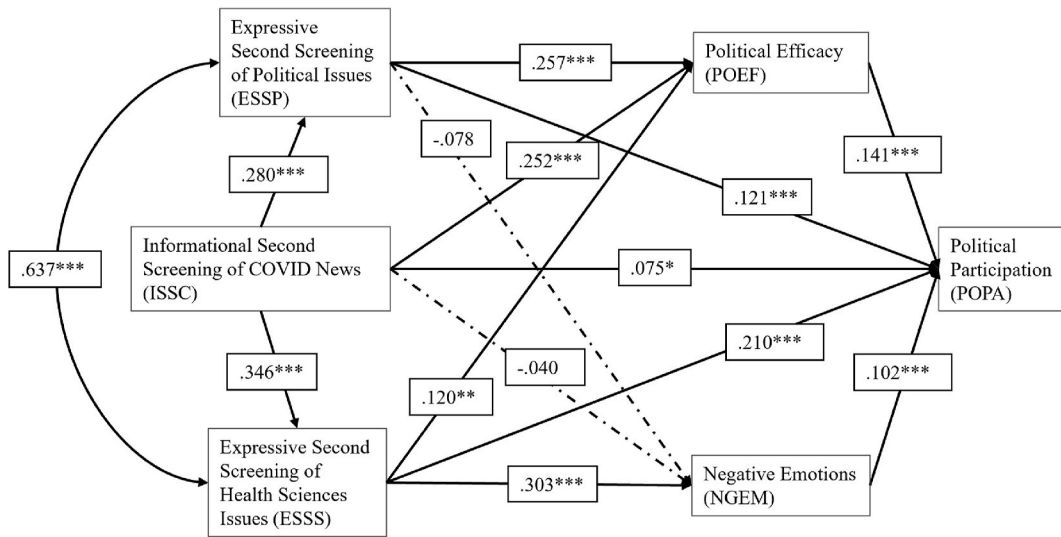 Expressive
Second Screening
of Political Issues
(ESSP)
.257***
Political Efficacy
(POEF)
-.078
.280***
.252***
.141***
.121***
Informational Second
Screening of COVID News
(ISSC)
.637***
.075*
Political
Participation
(POPA)
.346***
-.040
.210***
.120**
.102***
Expressive Second
Screening of
Health Sciences
Issues (ESSS)
.303***
Negative Emotions
(NGEM)